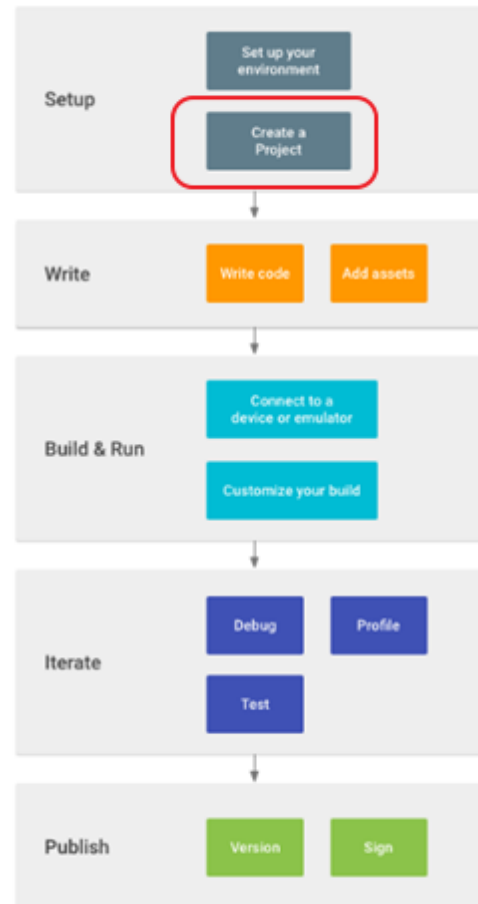 Setup
Set up your
environment
Create a
Project
Write
Write code
Add assets
Build & Run
Connect to a
device or emulator
Customize your build
Iterate
Debug
Profile
Test
Publish
Version
Sign